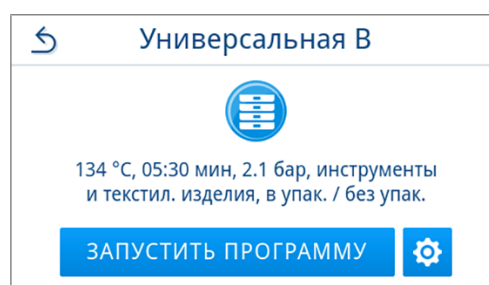 Универсальная В
134 °C, 05:30 мин, 2.1 бар, инструменты
и текстил. изделия, в упак. / без упак.
ЗАПУСТИТЬ ПРОГРАММУ